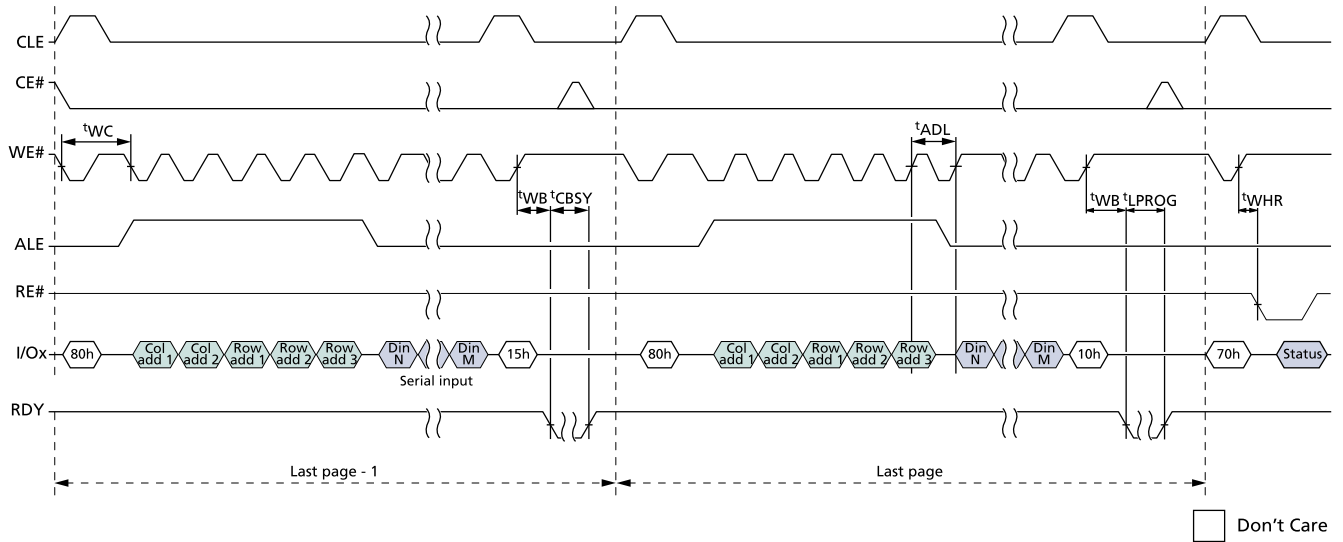 CLE
CE#
tWC
tADL
WE#
tWB tCBSY
tWB tLPROG
tWHR
ALE
RE#
I/Ox
80h
Col add 1
Col add 2
Row add 1
Row add 2
Row add 3
Din N
Din M
15h
80h
Col add 1
Col add 2
Row add 1
Row add 2
Row add 3
Din N
Din M
10h
70h
Status
Serial input
RDY
Last page - 1
Last page
Don't Care